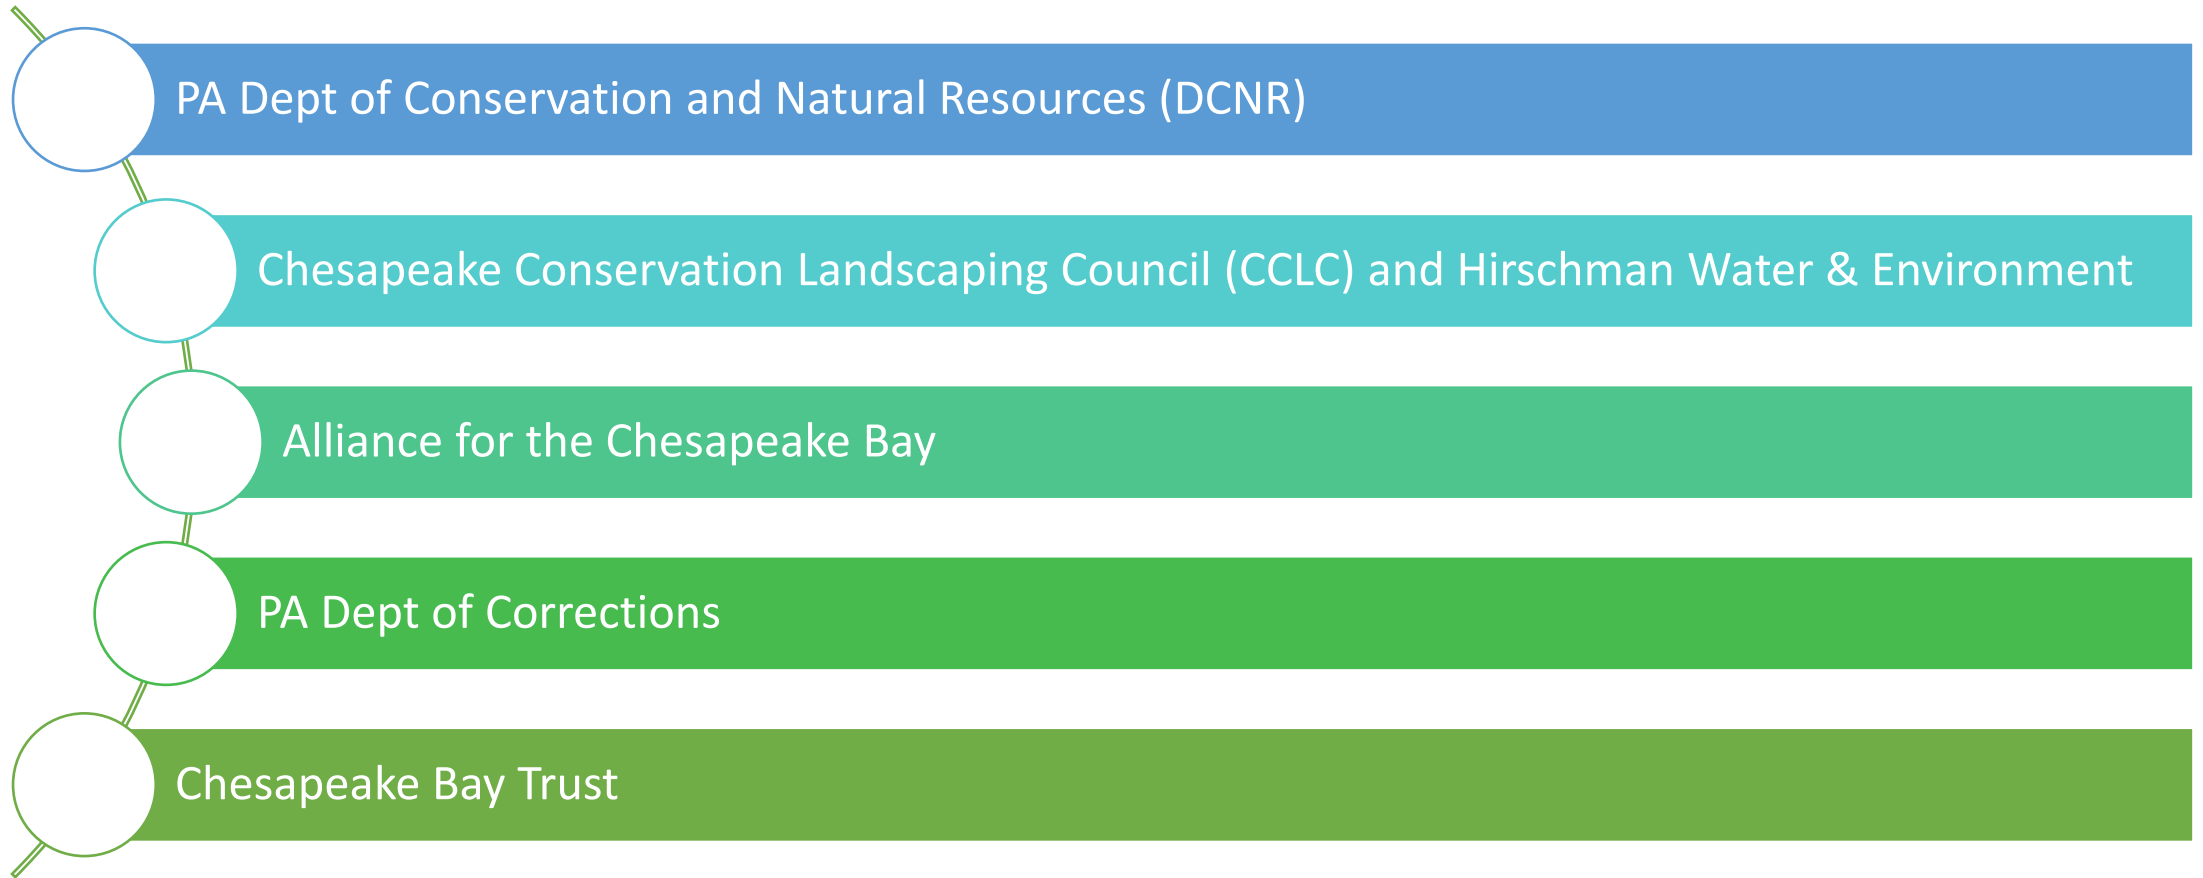 PA Dept of Conservation and Natural Resources (DCNR)
Chesapeake Conservation Landscaping Council (CCLC) and Hirschman Water & Environment
Alliance for the Chesapeake Bay
PA Dept of Corrections
Chesapeake Bay Trust